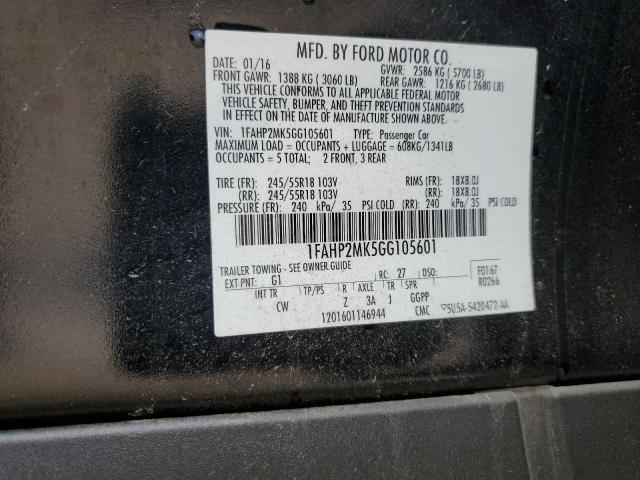 MFD. BY FORD MOTOR CO.
DATE: 01/16 GVWR: 2586 KG ( 5700 LB)
FRONT GAWR: 1388 KG ( 3060 LB) REAR GAWR: 1216 KG ( 2680 LB)
THIS VEHICLE CONFORMS TO ALL APPLICABLE FEDERAL MOTOR
VEHICLE SAFETY, BUMPER, AND THEFT PREVENTION STANDARDS
IN EFFECT ON THE DATE OF MANUFACTURE SHOWN ABOVE.
VIN: 1FAHP2MK5GG105601 TYPE: Passenger Car
MAXIMUM LOAD = OCCUPANTS + LUGGAGE = 608KG/1341LB
OCCUPANTS = 5 TOTAL; 2 FRONT, 3 REAR
TIRE (FR): 245/55R18 103V RIMS (FR): 18X8.0J
(RR): 245/55R18 103V (RR): 18X8.0J
PRESSURE (FR): 240 kPa/ 35 PSI COLD (RR): 240 kPa/ 35 PSI COLD
1FAHP2MK5GG105601
TRAILER TOWING - SEE OWNER GUIDE
EXT PNT: G1 RC: 27 DSO: F0167
R0266
INT TR TP/PS R AXLE TR SPR
CW Z 3A J GGPP
1201601146944 CMC